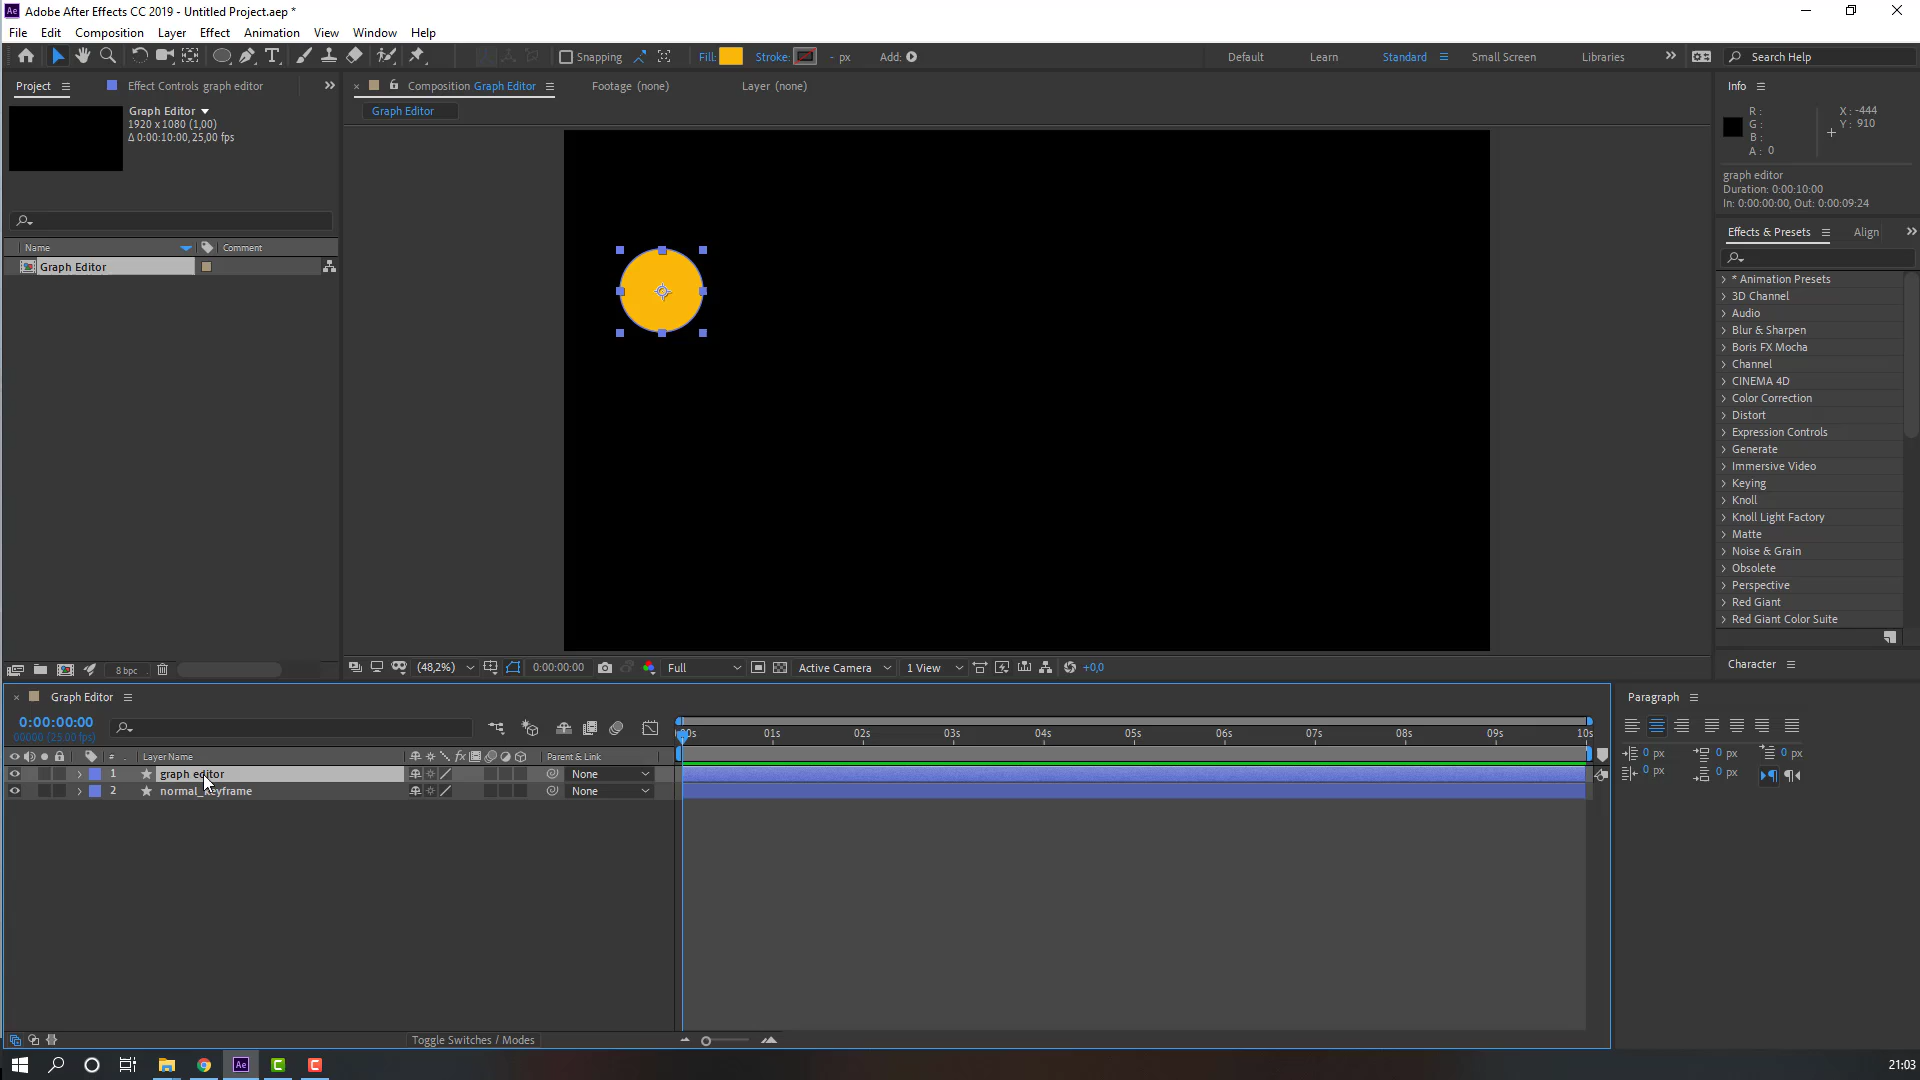 Ae Adobe After Effects CC 2019 - Untitled Project.aep *
File Edit Composition Layer Effect Animation View Window Help
Snapping Fill: Stroke: - px Add: Default Learn Standard Small Screen Libraries Search Help
Project Effect Controls graph editor
Graph Editor
1920 x 1080 (1,00)
Δ 0:00:10:00, 25,00 fps
Name Comment
Graph Editor
8 bpc
Composition Graph Editor Footage (none) Layer (none)
Graph Editor
(48,2%) 0:00:00:00 Full Active Camera 1 View +0,0
Info
R :
G :
B :
A : 0
X : -444
Y : 910
graph editor
Duration: 0:00:10:00
In: 0:00:00:00, Out: 0:00:09:24
Effects & Presets Align
* Animation Presets
3D Channel
Audio
Blur & Sharpen
Boris FX Mocha
Channel
CINEMA 4D
Color Correction
Distort
Expression Controls
Generate
Immersive Video
Keying
Knoll
Knoll Light Factory
Matte
Noise & Grain
Obsolete
Perspective
Red Giant
Red Giant Color Suite
Character
Graph Editor
0:00:00:00
00000 (25.00 fps)
:00s 01s 02s 03s 04s 05s 06s 07s 08s 09s 10s
# Layer Name fx Parent & Link
1 graph editor None
2 normal_keyframe None
Toggle Switches / Modes
Paragraph
0 px 0 px 0 px
0 px 0 px
Ae C C 21:03